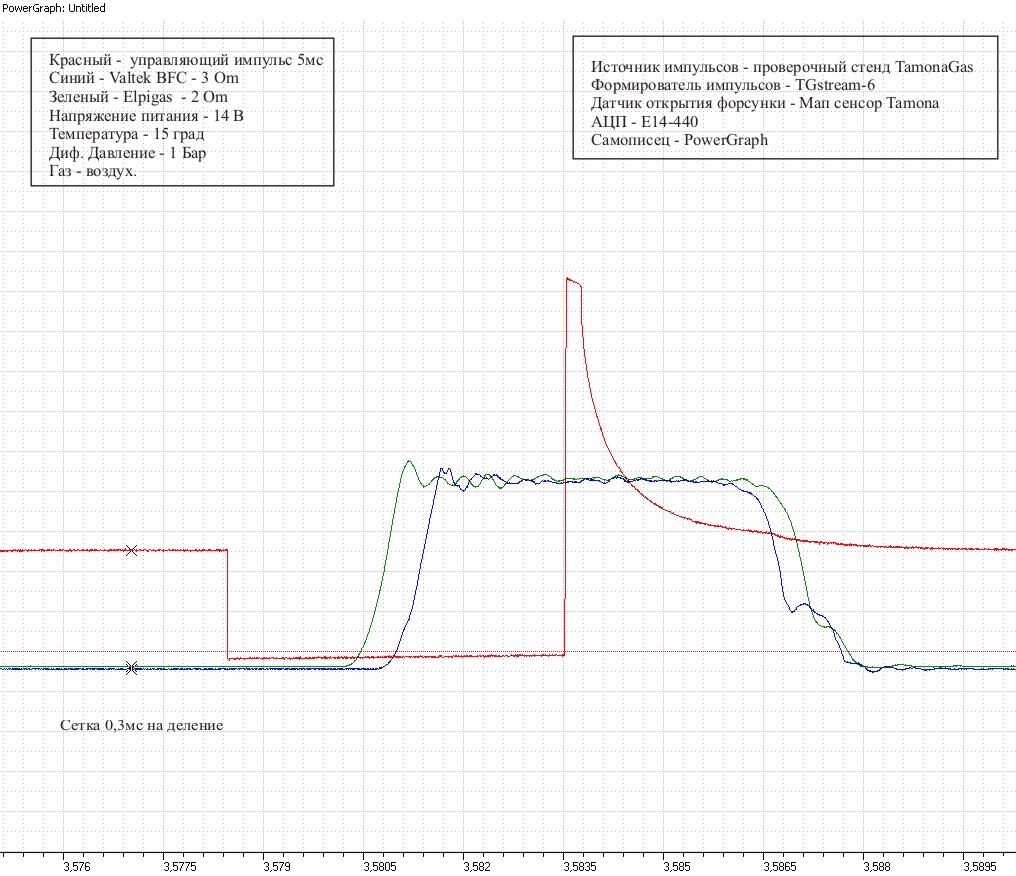 PowerGraph: Untitled
Красный - управляющий импульс 5мс
Синий - Valtek BFC - 3 Om
Зеленый - Elpigas - 2 Om
Напряжение питания - 14 В
Температура - 15 град
Диф. Давление - 1 Бар
Газ - воздух.
Источник импульсов - проверочный стенд TamonaGas
Формирователь импульсов - TGstream-6
Датчик открытия форсунки - Мап сенсор Tamona
АЦП - E14-440
Самописец - PowerGraph
Сетка 0,3мс на деление
3,576 3,5775 3,579 3,5805 3,582 3,5835 3,585 3,5865 3,588 3,5895